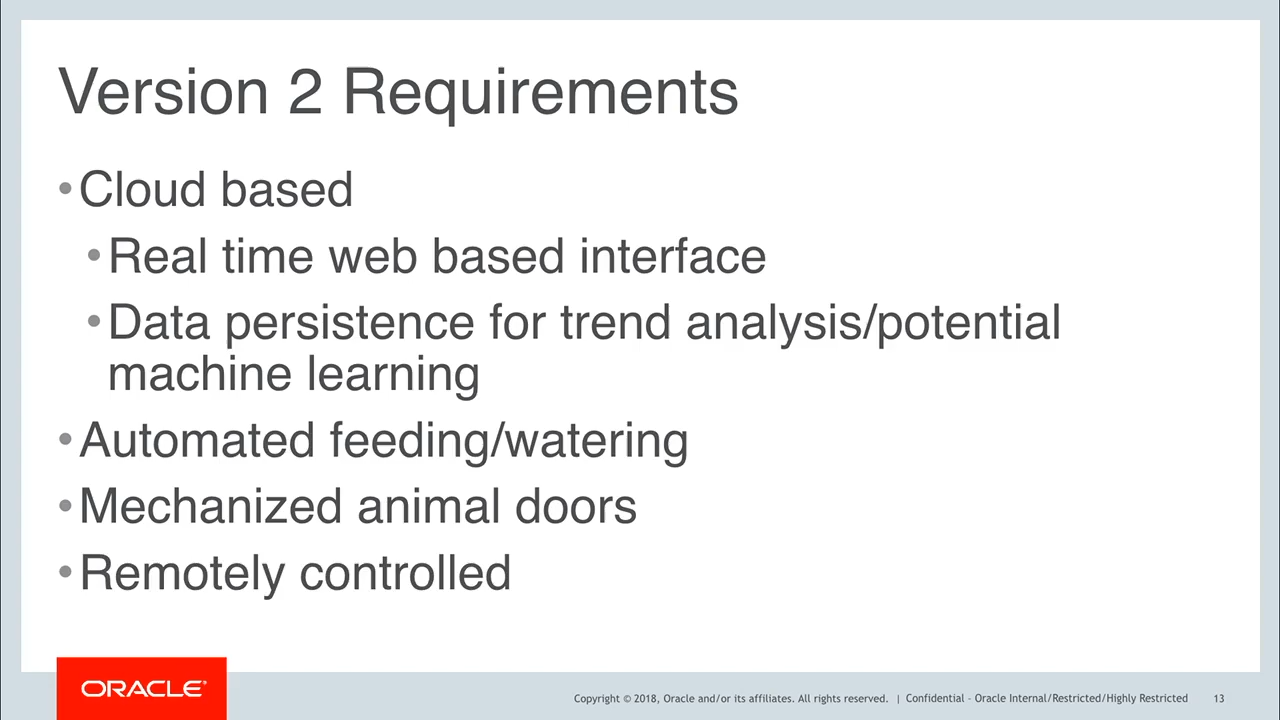 Version 2 Requirements
•Cloud based
•Real time web based interface
•Data persistence for trend analysis/potential
machine learning
•Automated feeding/watering
•Mechanized animal doors
•Remotely controlled
ORACLE®
Copyright © 2018, Oracle and/or its affiliates. All rights reserved. | Confidential – Oracle Internal/Restricted/Highly Restricted 13